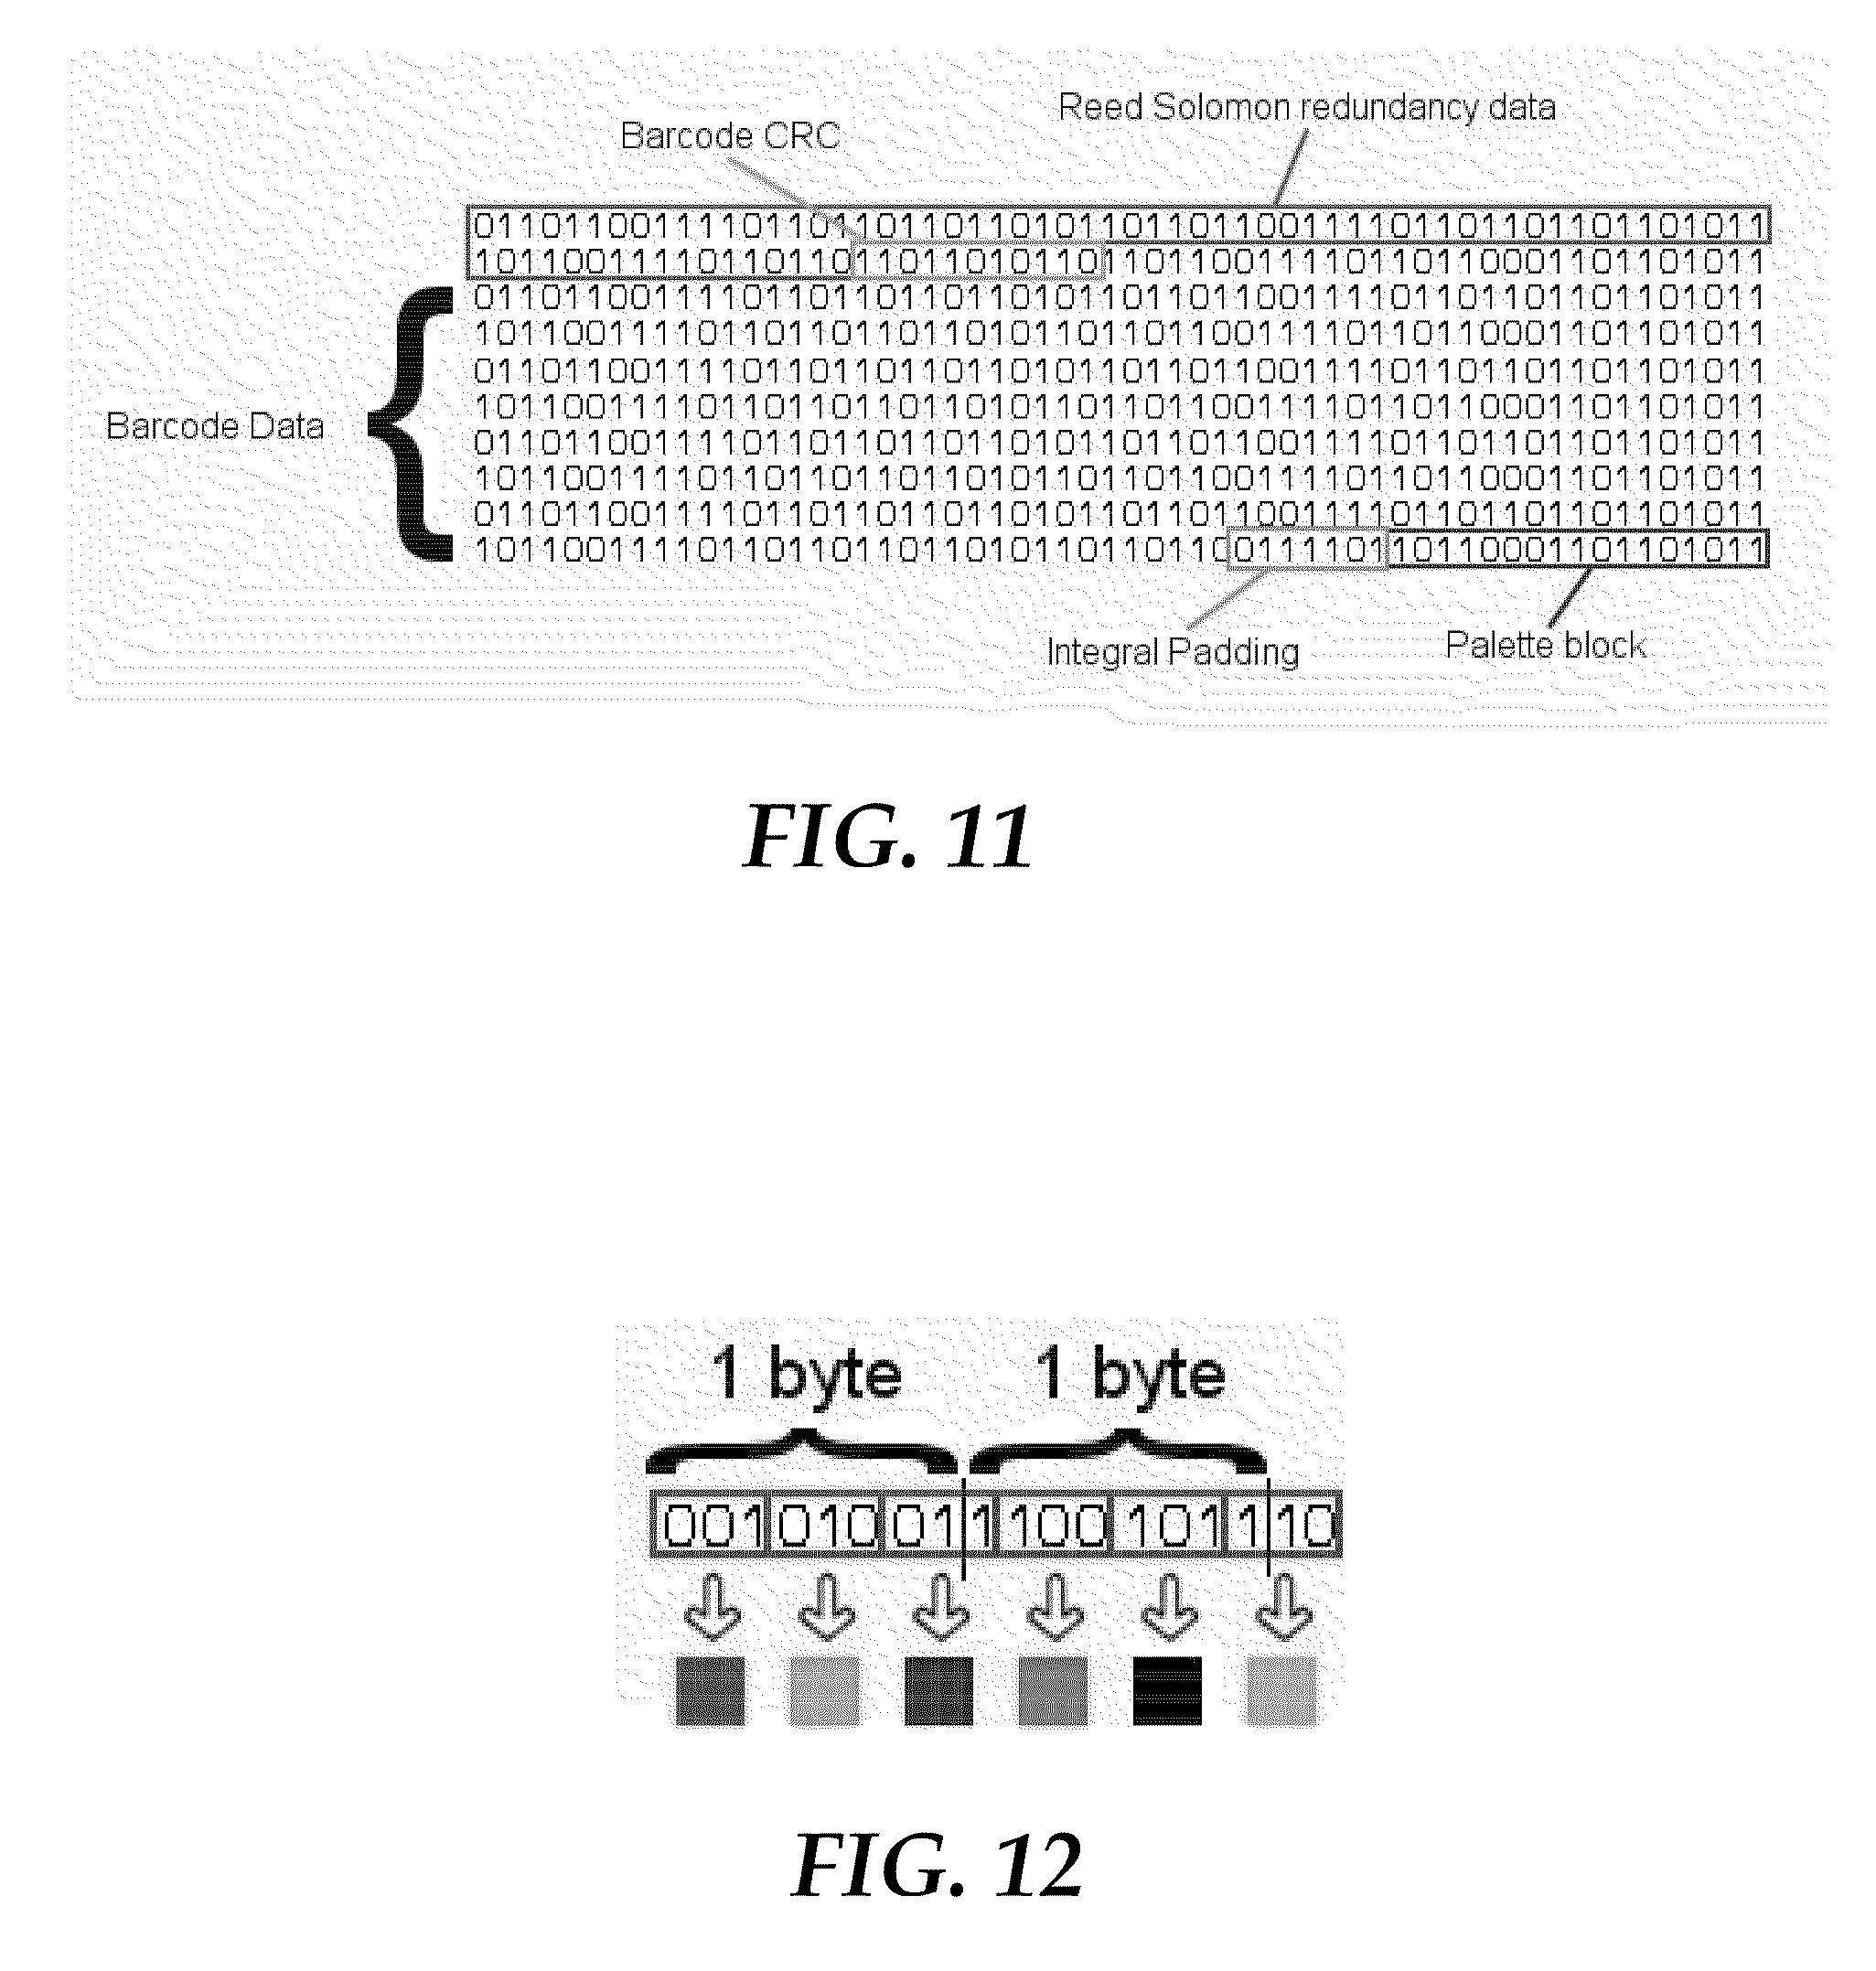 Reed Solomon redundancy data
Barcode CRC
0110110011110110110110110101101101100111101101101101101011
1011001111011011011011010110110110011110110110001101101011
0110110011110110110110110101101101100111101101101101101011
1011001111011011011011010110110110011110110110001101101011
0110110011110110110110110101101101100111101101101101101011
1011001111011011011011010110110110011110110110001101101011
0110110011110110110110110101101101100111101101101101101011
1011001111011011011011010110110110011110110110001101101011
0110110011110110110110110101101101100111101101101101101011
1011001111011011011011010110110110011110110110001101101011
Barcode Data
Integral Padding
Palette block
FIG. 11
1 byte 1 byte
001 010 011 100 101 110
FIG. 12